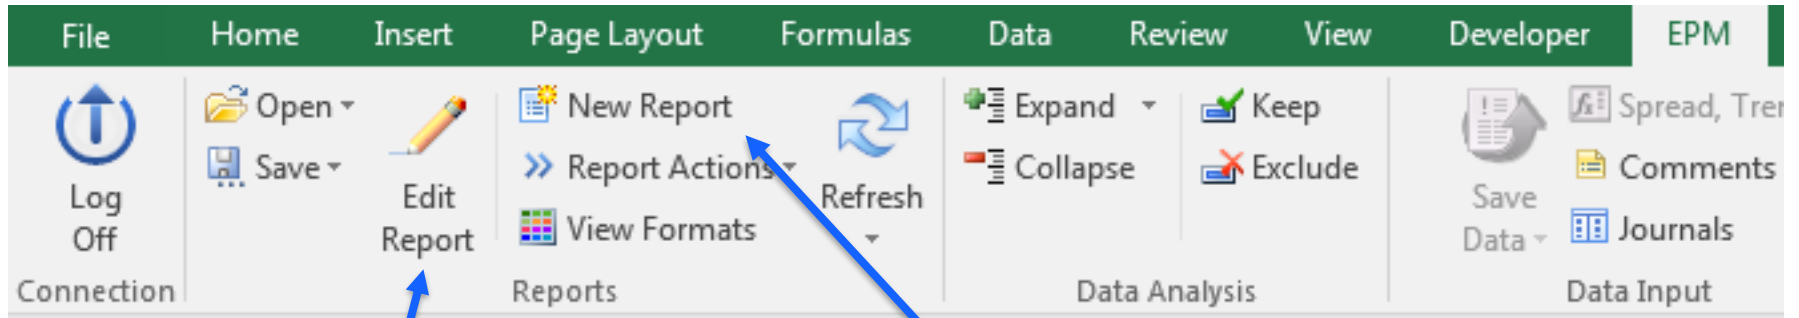 File Home Insert Page Layout Formulas Data Review View Developer EPM
Open New Report Expand Keep Spread,
Save Report Actions Collapse Exclude Comments
Log Off
Edit Report
View Formats
Refresh
Save Data
Journals
Connection Reports Data Analysis Data Input